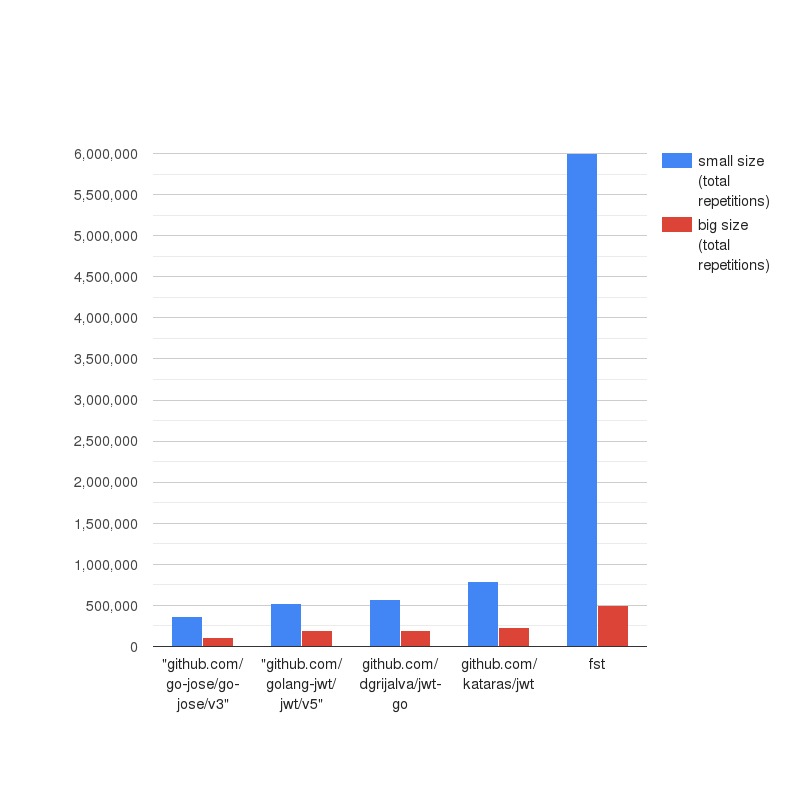 6,000,000
5,500,000
5,000,000
4,500,000
4,000,000
3,500,000
3,000,000
2,500,000
2,000,000
1,500,000
1,000,000
500,000
0
small size
(total
repetitions)
big size
(total
repetitions)
"github.com/
go-jose/go-
jose/v3"
"github.com/
golang-jwt/
jwt/v5"
github.com/
dgrijalva/jwt-
go
github.com/
kataras/jwt
fst